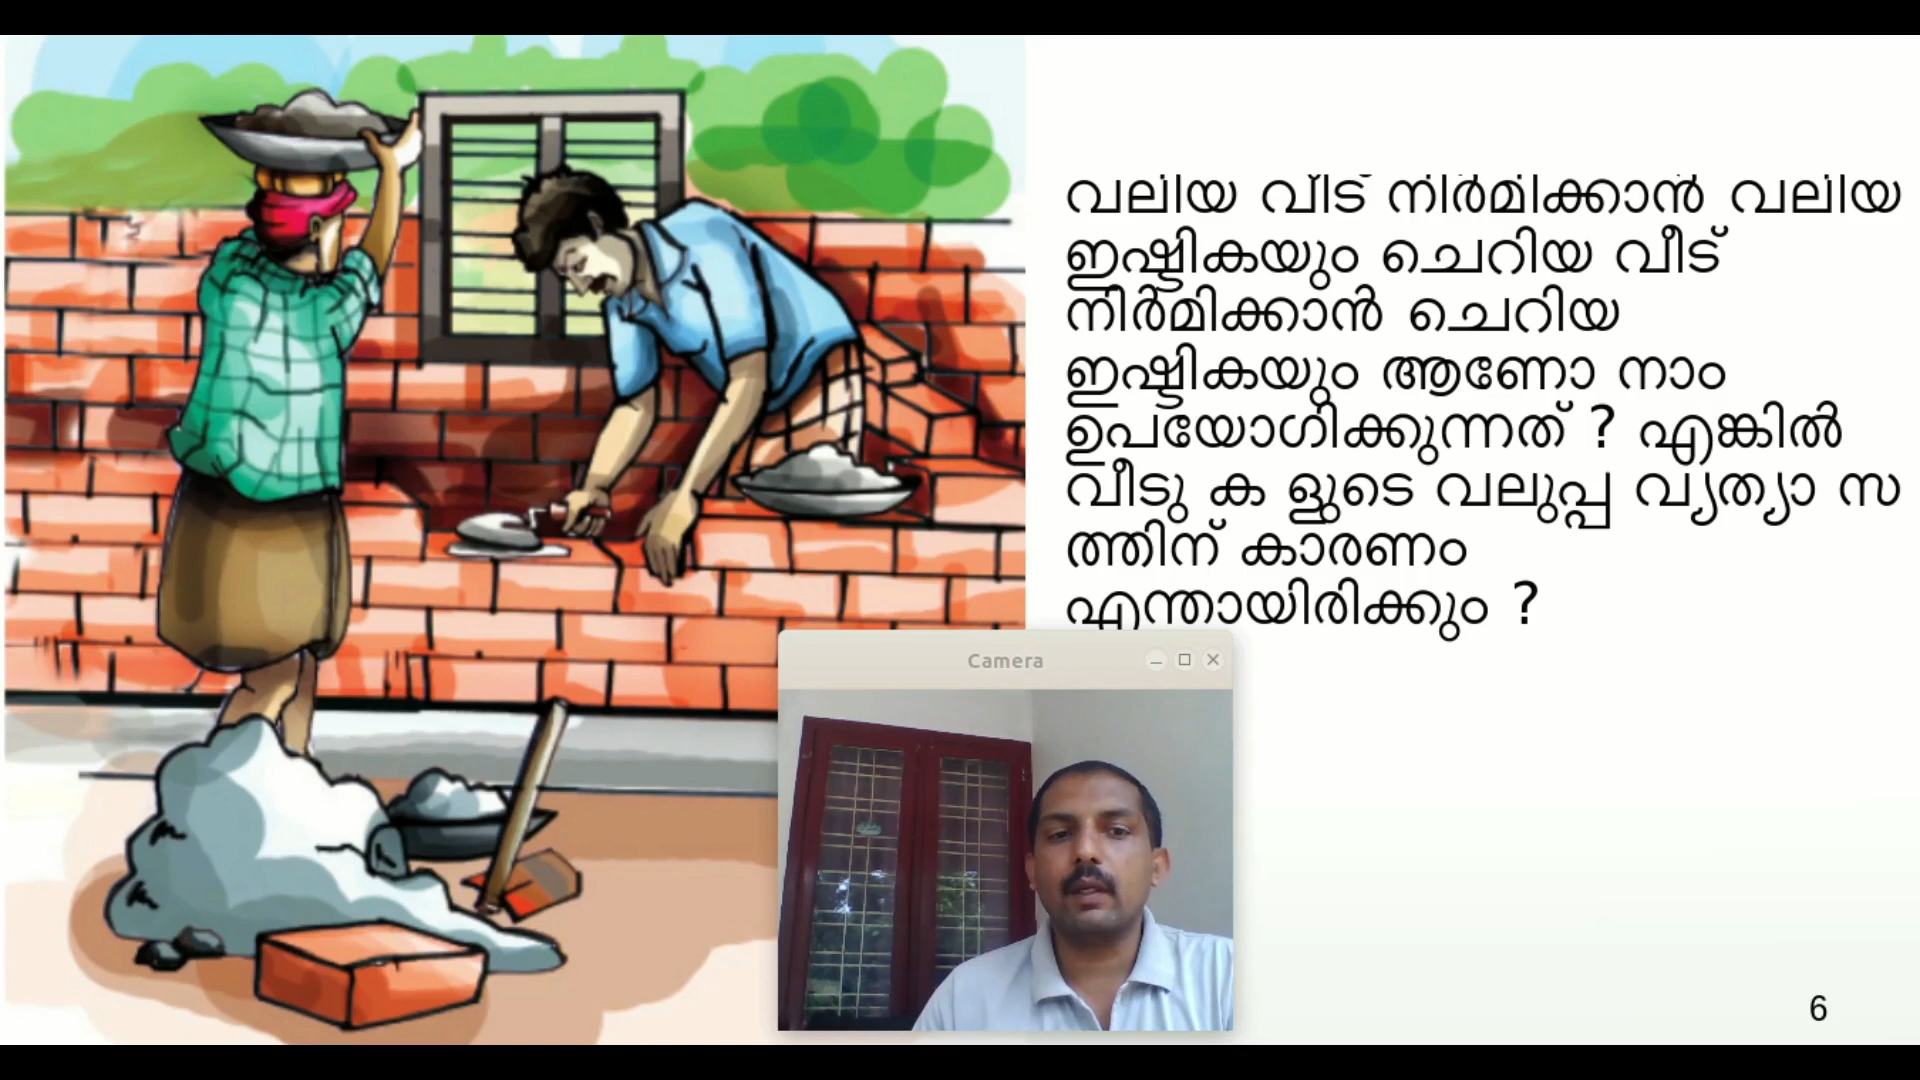 വലിയ വീട് നിർമിക്കാൻ വലിയ
ഇഷ്ടികയും ചെറിയ വീട്
നിർമിക്കാൻ ചെറിയ
ഇഷ്ടികയും ആണോ നാം
ഉപയോഗിക്കുന്നത് ? എങ്കിൽ
വീടു ക ളുടെ വലുപ്പ വ്യത്യാ സ
ത്തിന് കാരണം
എന്തായിരിക്കും ?
Camera
6